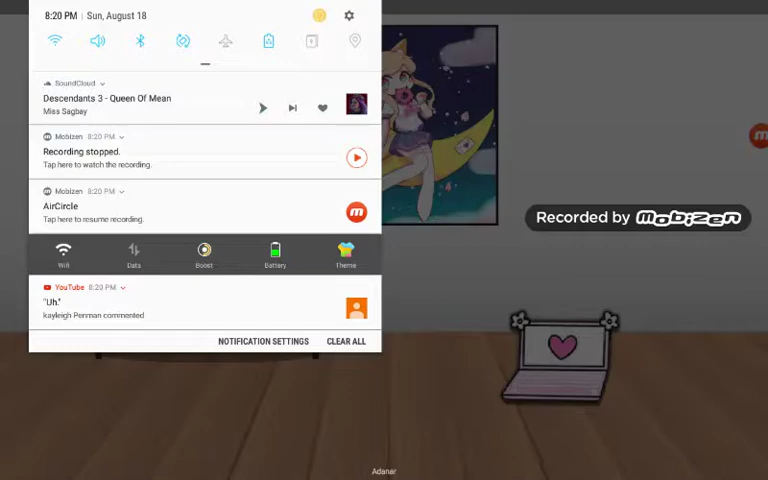 8:20 PM | Sun, August 18
SoundCloud
Descendants 3 - Queen Of Mean
Miss Sagbay
Mobizen 8:20 PM
Recording stopped.
Tap here to watch the recording.
Mobizen 8:20 PM
AirCircle
Tap here to resume recording.
Wifi Data Boost Battery Theme
YouTube 8:20 PM
"Uh."
kayleigh Penman commented
NOTIFICATION SETTINGS CLEAR ALL
Recorded by mobizen
Adanar